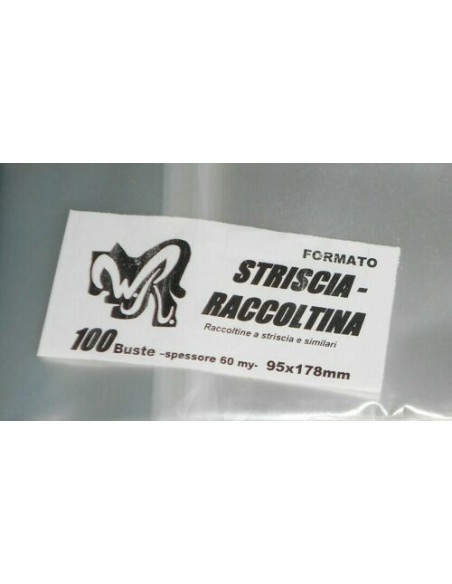 W.R.
FORMATO
STRISCIA -
RACCOLTINA
Raccoltine a striscia e similari
100 Buste -spessore 60 my- 95x178mm